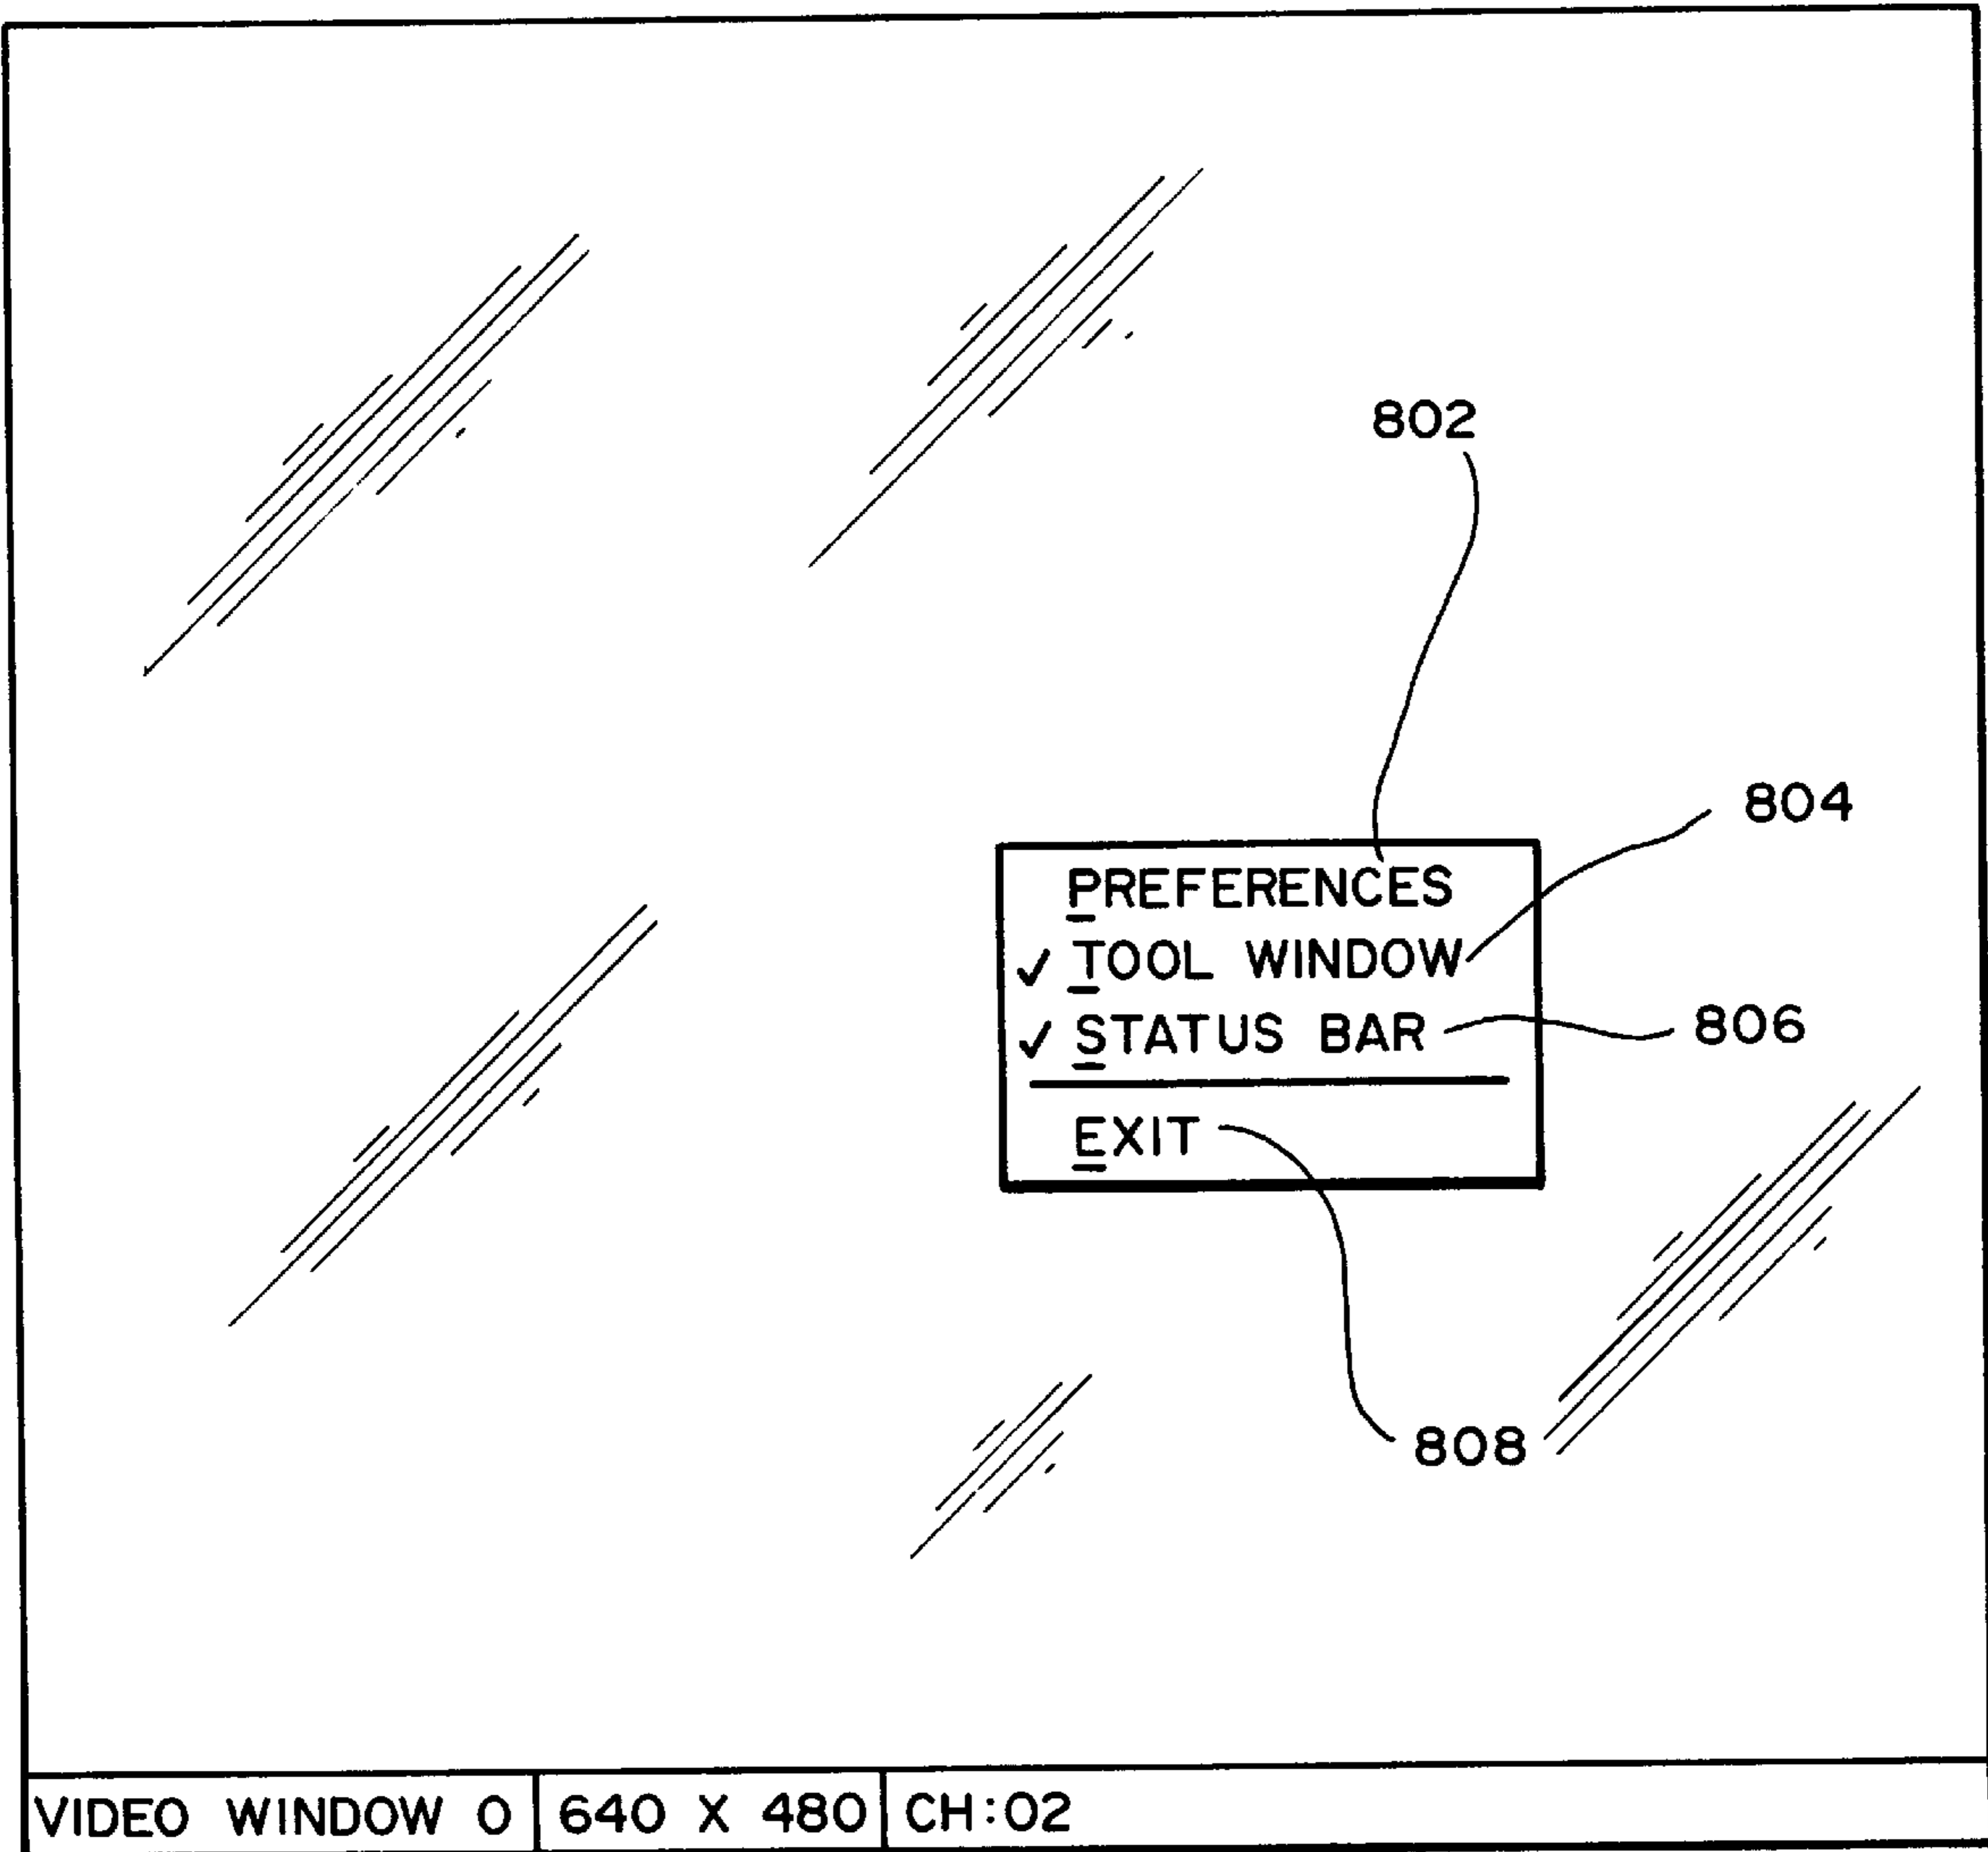 802
804
PREFERENCES
✓ TOOL WINDOW
✓ STATUS BAR
806
EXIT
808
VIDEO WINDOW 0
640 X 480
CH:02